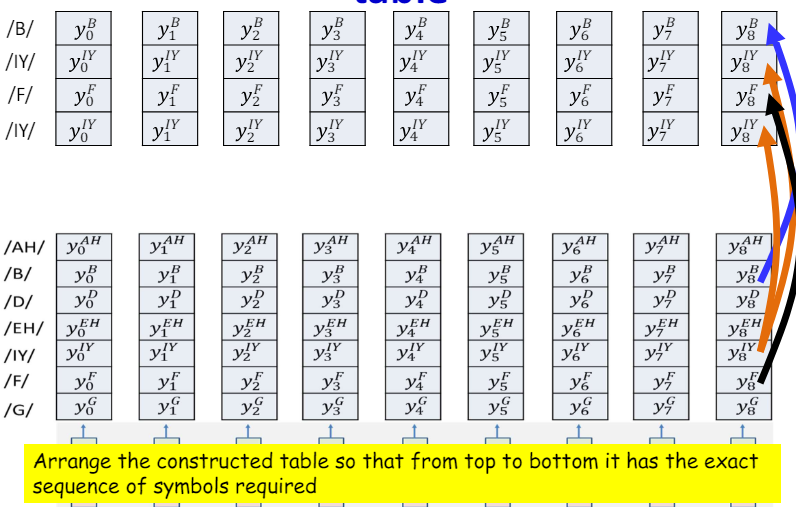 table
/B/ y_0^B y_1^B y_2^B y_3^B y_4^B y_5^B y_6^B y_7^B y_8^B
/IY/ y_0^{IY} y_1^{IY} y_2^{IY} y_3^{IY} y_4^{IY} y_5^{IY} y_6^{IY} y_7^{IY} y_8^{IY}
/F/ y_0^F y_1^F y_2^F y_3^F y_4^F y_5^F y_6^F y_7^F y_8^F
/IY/ y_0^{IY} y_1^{IY} y_2^{IY} y_3^{IY} y_4^{IY} y_5^{IY} y_6^{IY} y_7^{IY} y_8^{IY}
/AH/ y_0^{AH} y_1^{AH} y_2^{AH} y_3^{AH} y_4^{AH} y_5^{AH} y_6^{AH} y_7^{AH} y_8^{AH}
/B/ y_0^B y_1^B y_2^B y_3^B y_4^B y_5^B y_6^B y_7^B y_8^B
/D/ y_0^D y_1^D y_2^D y_3^D y_4^D y_5^D y_6^D y_7^D y_8^D
/EH/ y_0^{EH} y_1^{EH} y_2^{EH} y_3^{EH} y_4^{EH} y_5^{EH} y_6^{EH} y_7^{EH} y_8^{EH}
/IY/ y_0^{IY} y_1^{IY} y_2^{IY} y_3^{IY} y_4^{IY} y_5^{IY} y_6^{IY} y_7^{IY} y_8^{IY}
/F/ y_0^F y_1^F y_2^F y_3^F y_4^F y_5^F y_6^F y_7^F y_8^F
/G/ y_0^G y_1^G y_2^G y_3^G y_4^G y_5^G y_6^G y_7^G y_8^G
Arrange the constructed table so that from top to bottom it has the exact
sequence of symbols required